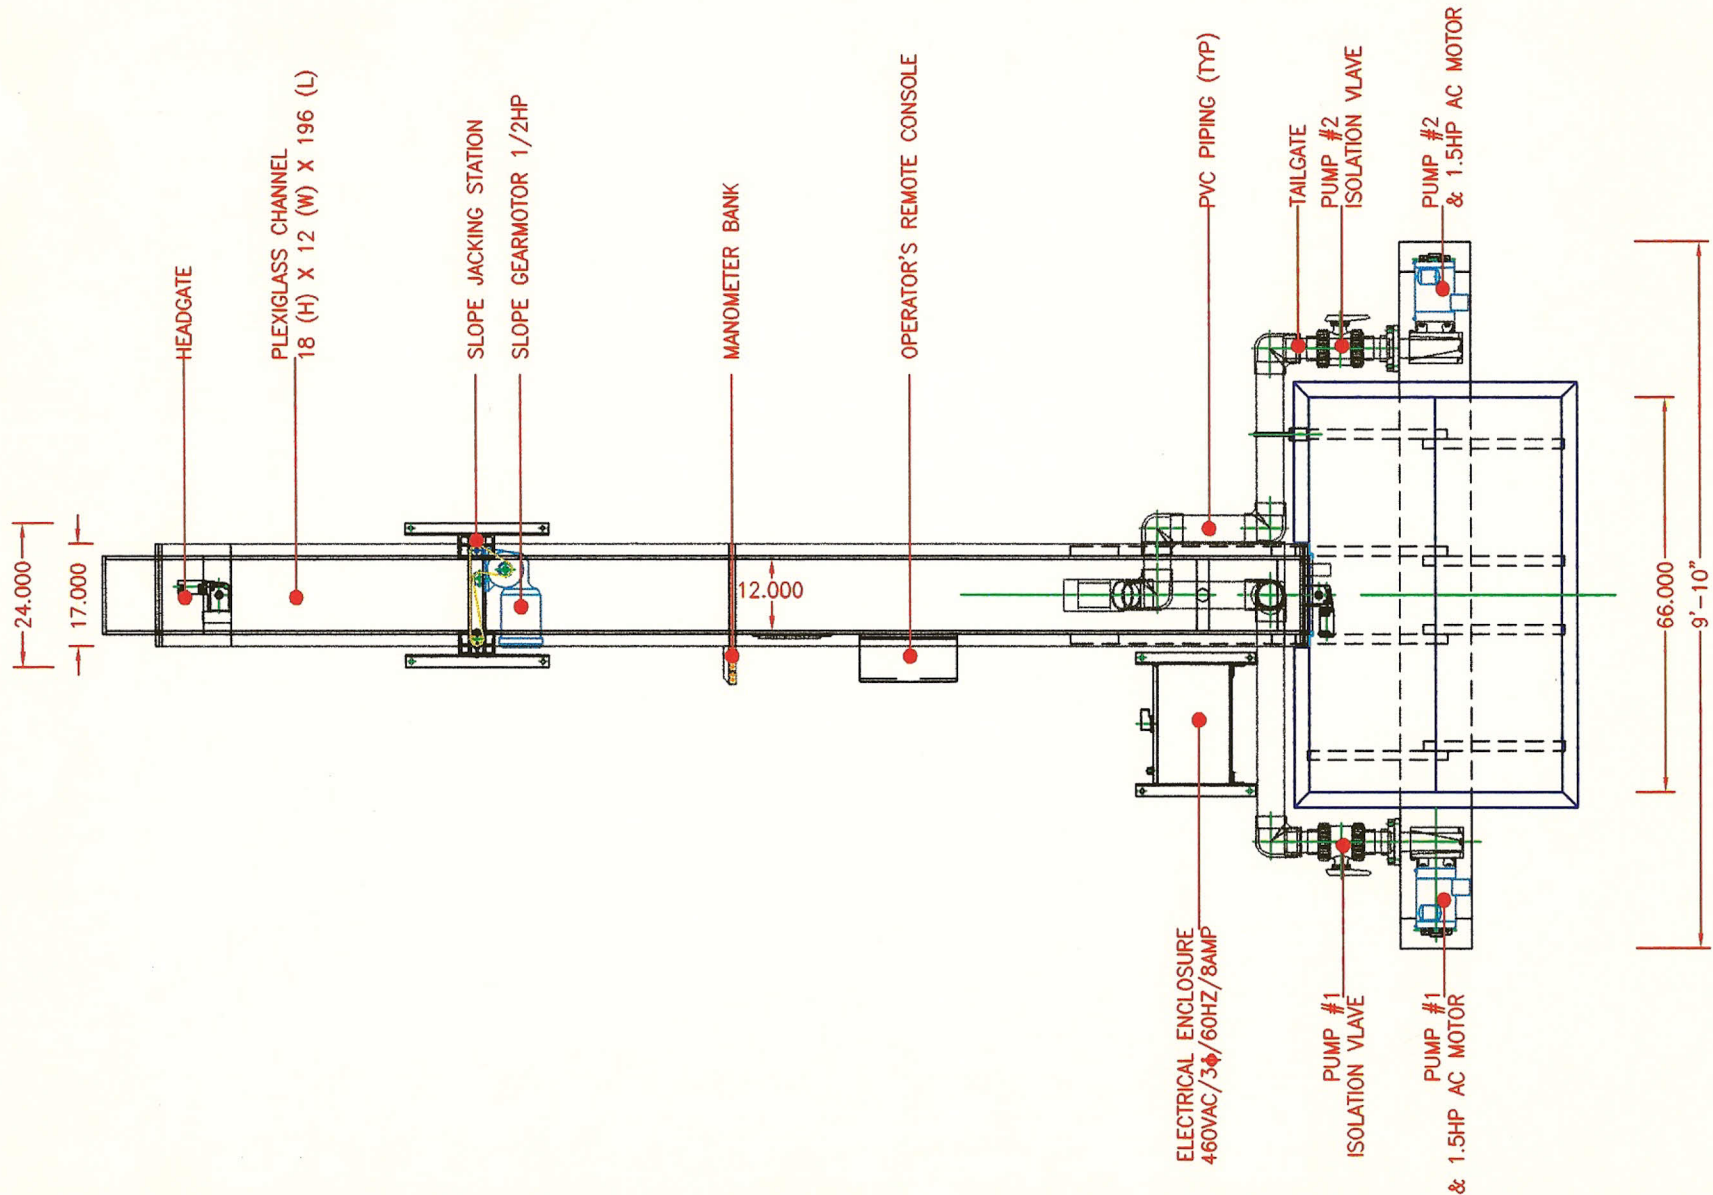 24.000
17.000
HEADGATE
PLEXIGLASS CHANNEL
18 (H) X 12 (W) X 196 (L)
SLOPE JACKING STATION
SLOPE GEARMOTOR 1/2HP
MANOMETER BANK
12.000
OPERATOR'S REMOTE CONSOLE
PVC PIPING (TYP)
TAILGATE
PUMP #2
ISOLATION VLAVE
PUMP #2
& 1.5HP AC MOTOR
ELECTRICAL ENCLOSURE
460VAC/3ϕ/60HZ/8AMP
PUMP #1
ISOLATION VLAVE
PUMP #1
& 1.5HP AC MOTOR
66.000
9'-10"